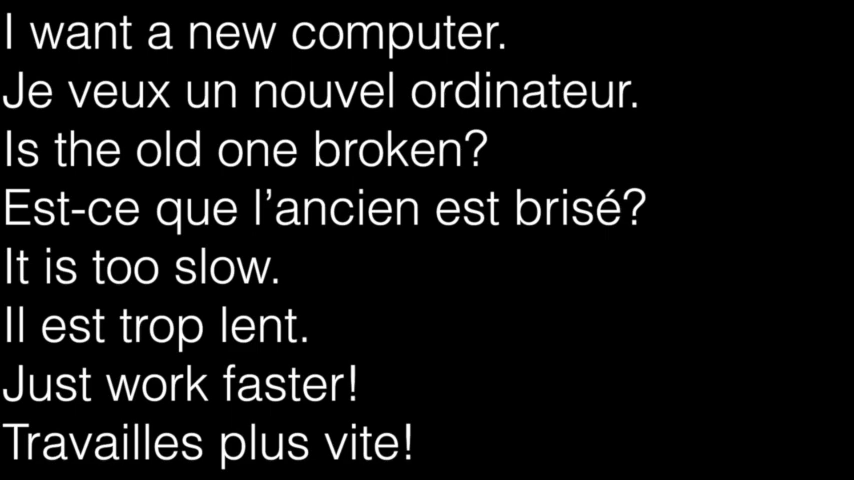 I want a new computer.
Je veux un nouvel ordinateur.
Is the old one broken?
Est-ce que l’ancien est brisé?
It is too slow.
Il est trop lent.
Just work faster!
Travailles plus vite!